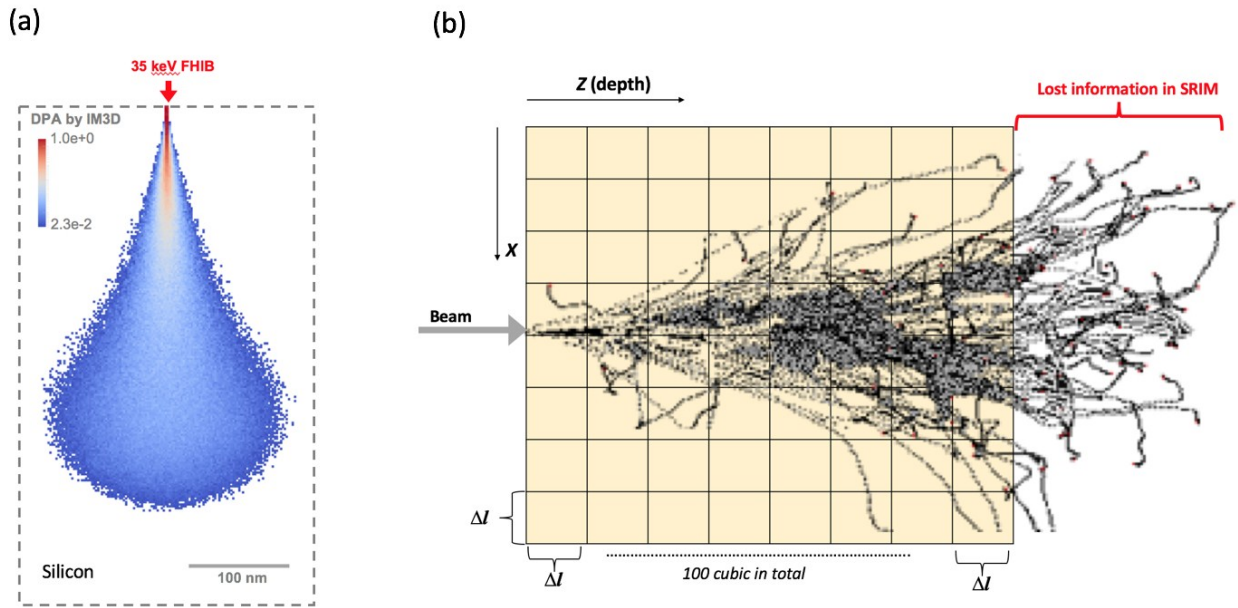 (a)
35 keV FHIB
DPA by IM3D
1.0e+0
2.3e-2
Silicon
100 nm
(b)
Z (depth)
Lost information in SRIM
X
Beam
Δl
Δl
100 cubic in total
Δl